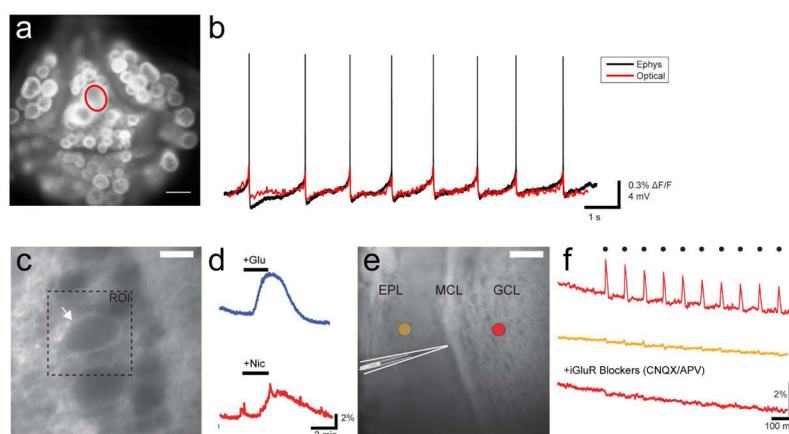 a
b
Ephys
Optical
0.3% ΔF/F
4 mV
1 s
c
ROI
d
+Glu
+Nic
2%
e
EPL
MCL
GCL
f
+iGluR Blockers (CNQX/APV)
2%